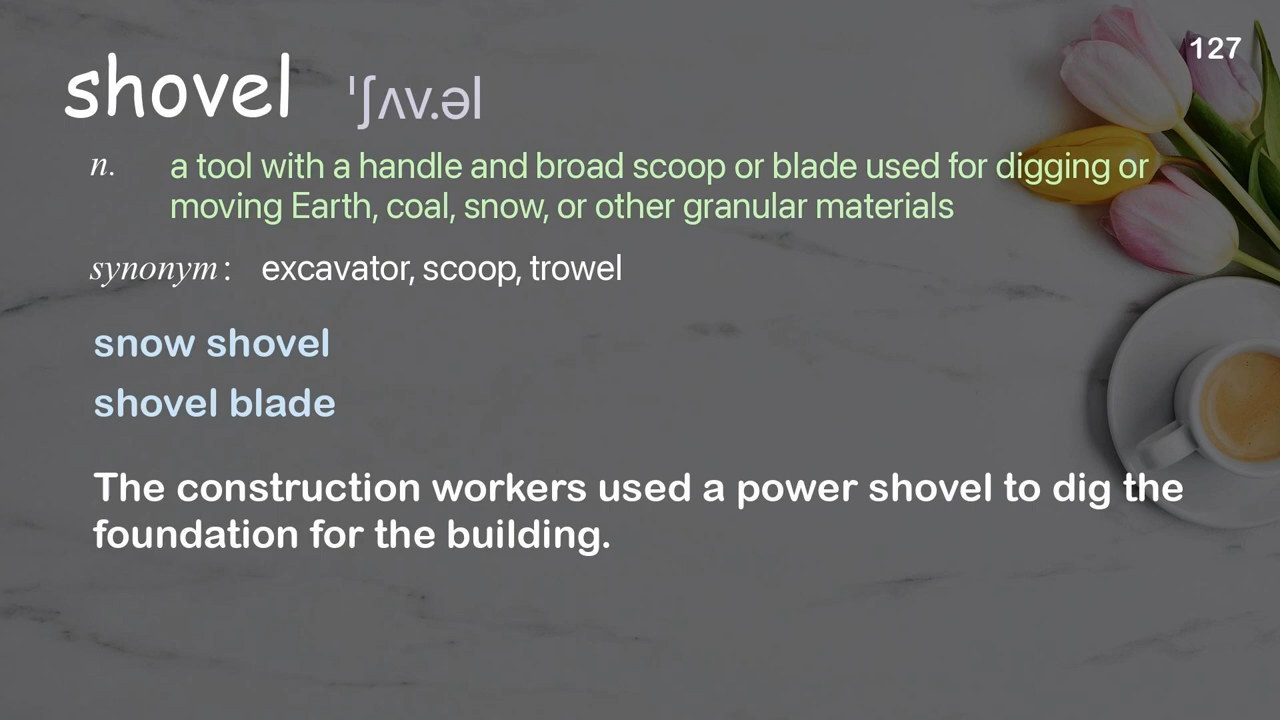 127
shovel ˈʃʌv.əl
n. a tool with a handle and broad scoop or blade used for digging or
moving Earth, coal, snow, or other granular materials
synonym: excavator, scoop, trowel
snow shovel
shovel blade
The construction workers used a power shovel to dig the
foundation for the building.